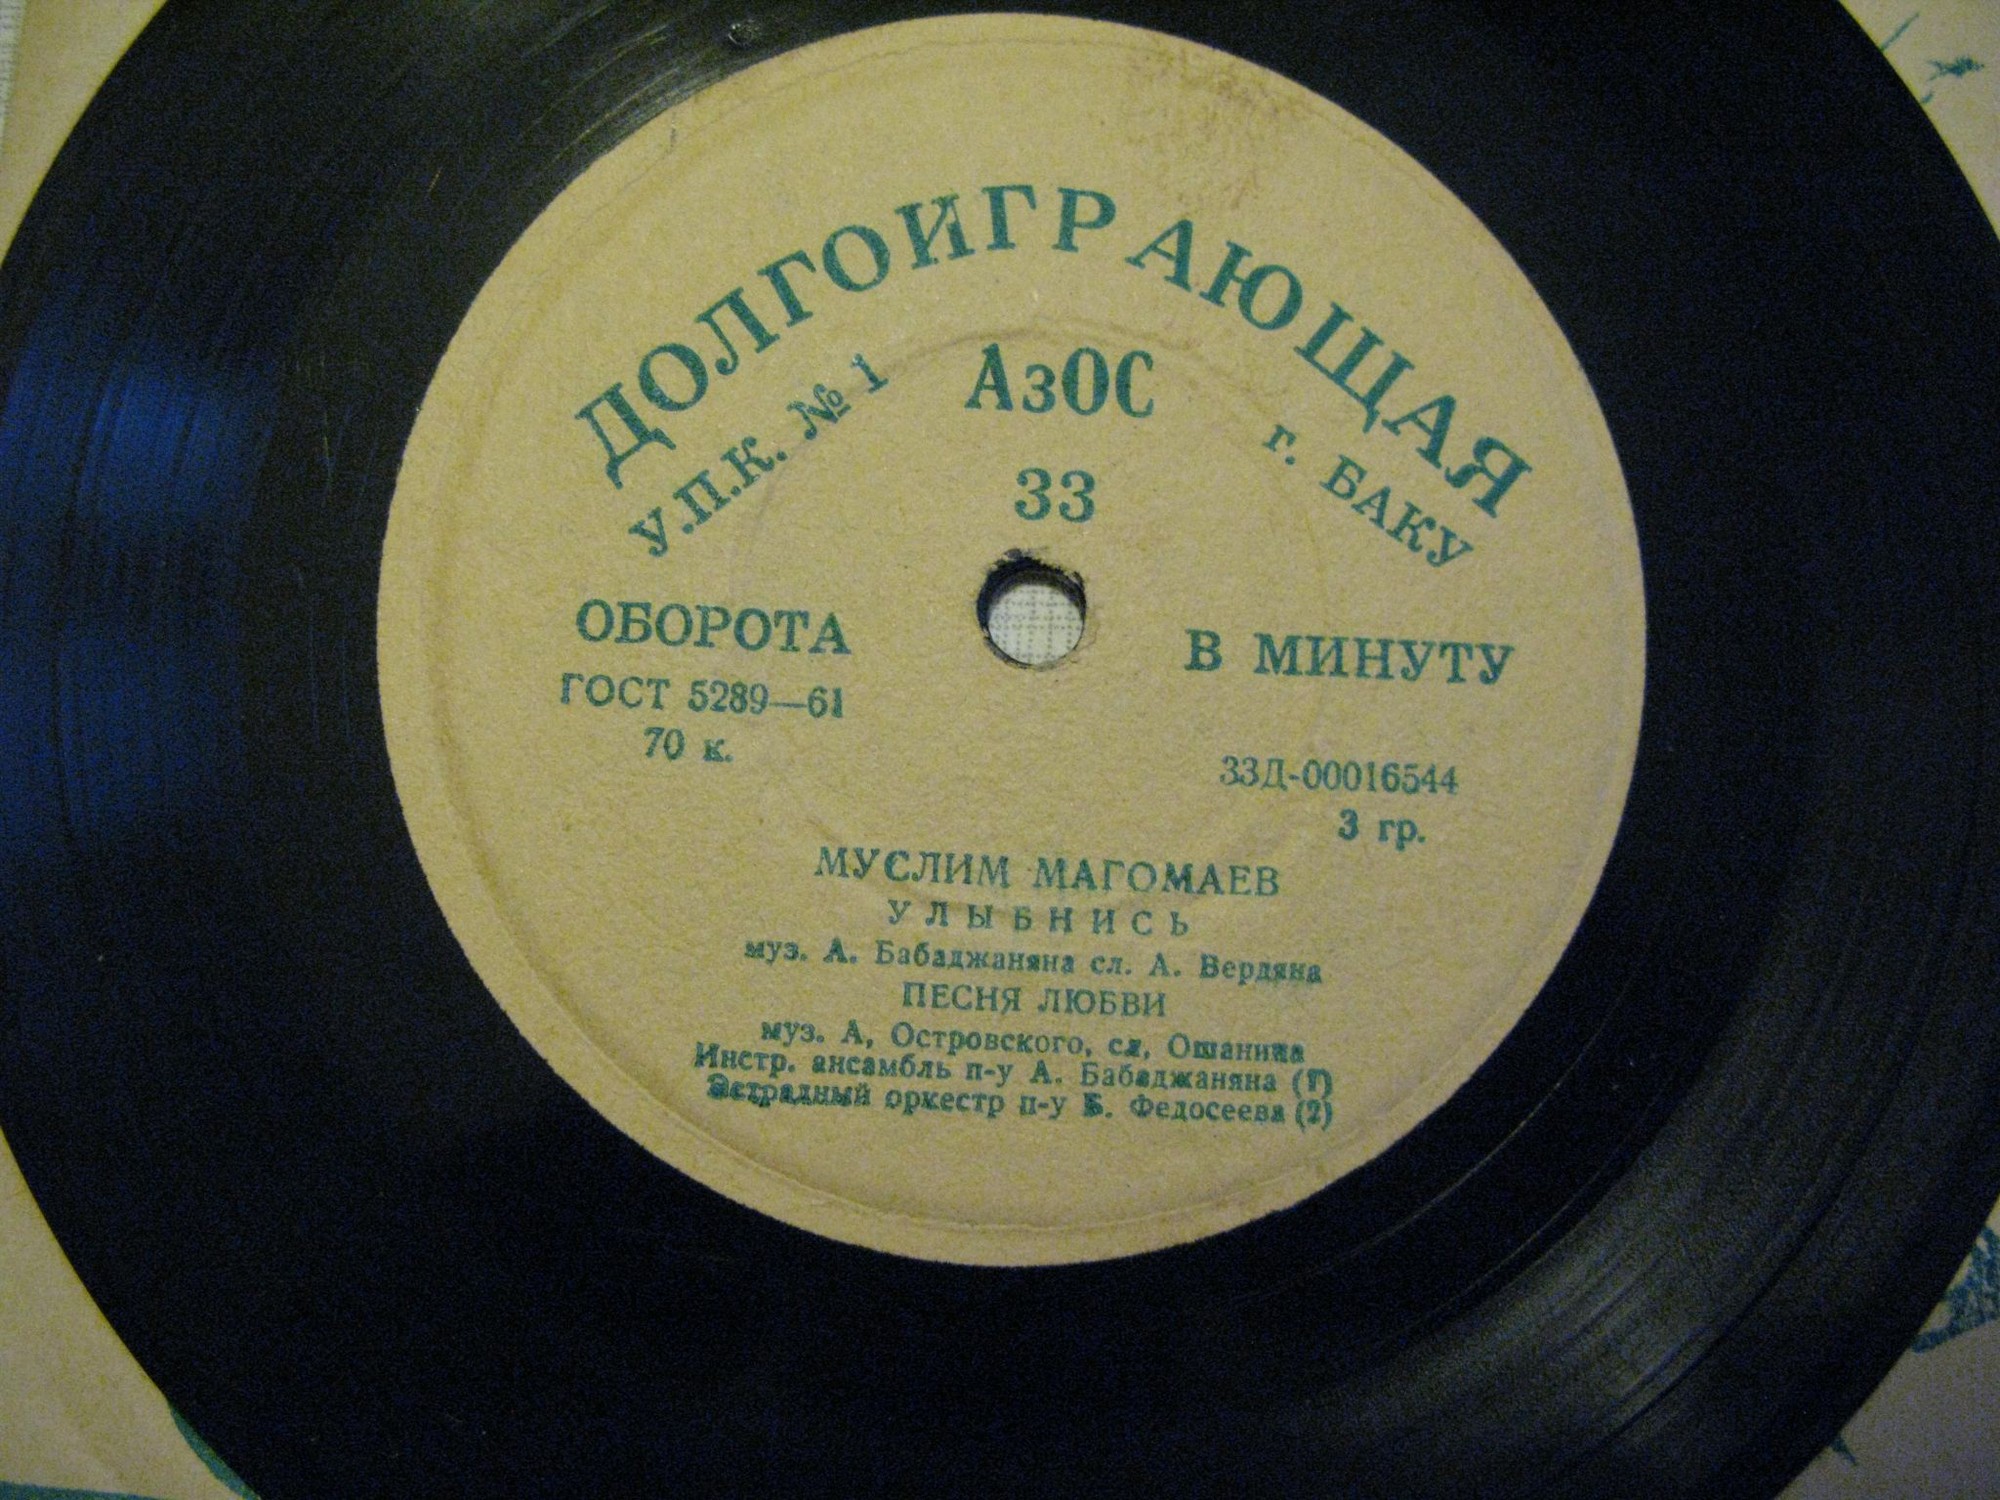 ДОЛГОИГРАЮЩАЯ
У.П.К. № 1 АзОС г. БАКУ
33
ОБОРОТА В МИНУТУ
ГОСТ 5289—61
70 к.
33Д-00016544
3 гр.
МУСЛИМ МАГОМАЕВ
УЛЫБНИСЬ
муз. А. Бабаджаняна сл. А. Вердяна
ПЕСНЯ ЛЮБВИ
муз. А, Островского, сл, Ошанина
Инстр. ансамбль п-у А. Бабаджаняна (1)
Эстрадный оркестр п-у Б. Федосеева (2)